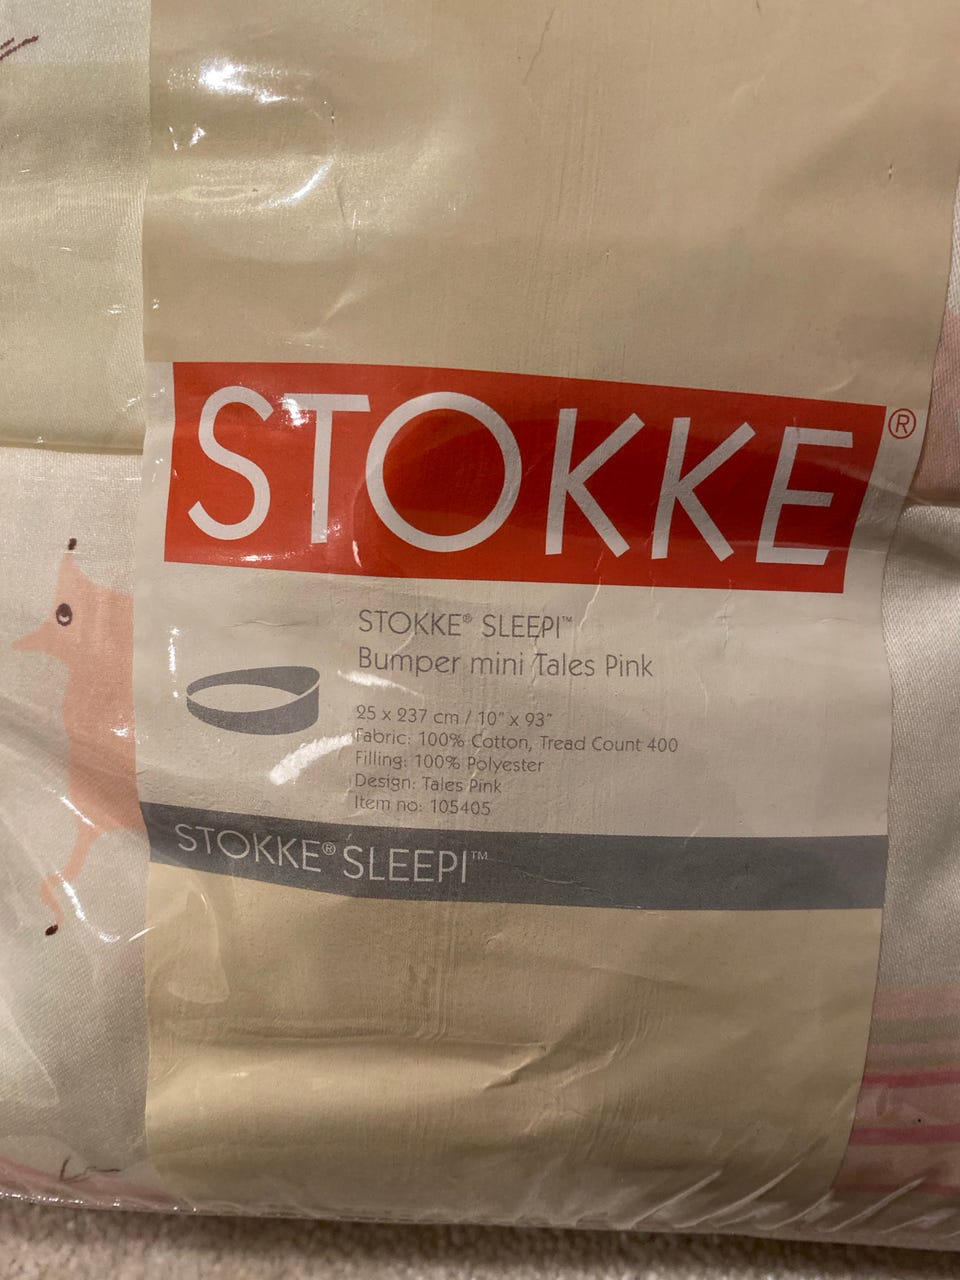 STOKKE®
STOKKE® SLEEPI™
Bumper mini Tales Pink
25 x 237 cm / 10" x 93"
Fabric: 100% Cotton, Tread Count 400
Filling: 100% Polyester
Design: Tales Pink
Item no: 105405
STOKKE® SLEEPI™